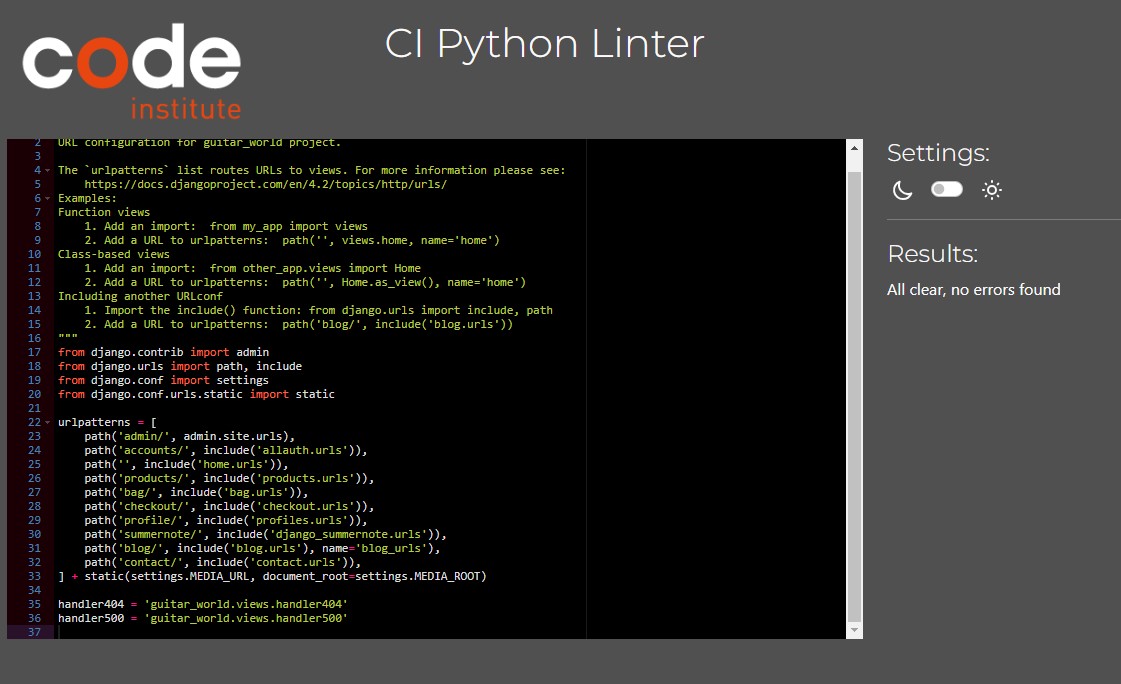 code
institute
CI Python Linter
2 URL configuration for guitar_world project.
3
4 The `urlpatterns` list routes URLs to views. For more information please see:
5     https://docs.djangoproject.com/en/4.2/topics/http/urls/
6 Examples:
7 Function views
8     1. Add an import:  from my_app import views
9     2. Add a URL to urlpatterns:  path('', views.home, name='home')
10 Class-based views
11     1. Add an import:  from other_app.views import Home
12     2. Add a URL to urlpatterns:  path('', Home.as_view(), name='home')
13 Including another URLconf
14     1. Import the include() function: from django.urls import include, path
15     2. Add a URL to urlpatterns:  path('blog/', include('blog.urls'))
16 """
17 from django.contrib import admin
18 from django.urls import path, include
19 from django.conf import settings
20 from django.conf.urls.static import static
21
22 urlpatterns = [
23     path('admin/', admin.site.urls),
24     path('accounts/', include('allauth.urls')),
25     path('', include('home.urls')),
26     path('products/', include('products.urls')),
27     path('bag/', include('bag.urls')),
28     path('checkout/', include('checkout.urls')),
29     path('profile/', include('profiles.urls')),
30     path('summernote/', include('django_summernote.urls')),
31     path('blog/', include('blog.urls'), name='blog_urls'),
32     path('contact/', include('contact.urls')),
33 ] + static(settings.MEDIA_URL, document_root=settings.MEDIA_ROOT)
34
35 handler404 = 'guitar_world.views.handler404'
36 handler500 = 'guitar_world.views.handler500'
37
Settings:
Results:
All clear, no errors found